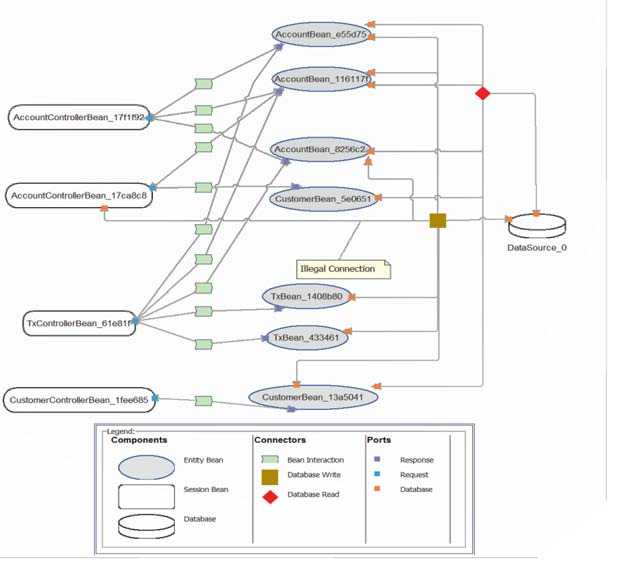 AccountBean_e55d75
AccountBean_116117f
AccountControllerBean_17f1f92
AccountBean_8256c2
AccountControllerBean_17ca8c8
CustomerBean_5e0651
DataSource_0
Illegal Connection
TxBean_1408b80
TxControllerBean_61e81f
TxBean_433461
CustomerControllerBean_1fee685
CustomerBean_13a5041
Legend:
Components
Connectors
Ports
Entity Bean
Bean Interaction
Response
Database Write
Request
Session Bean
Database Read
Database
Database